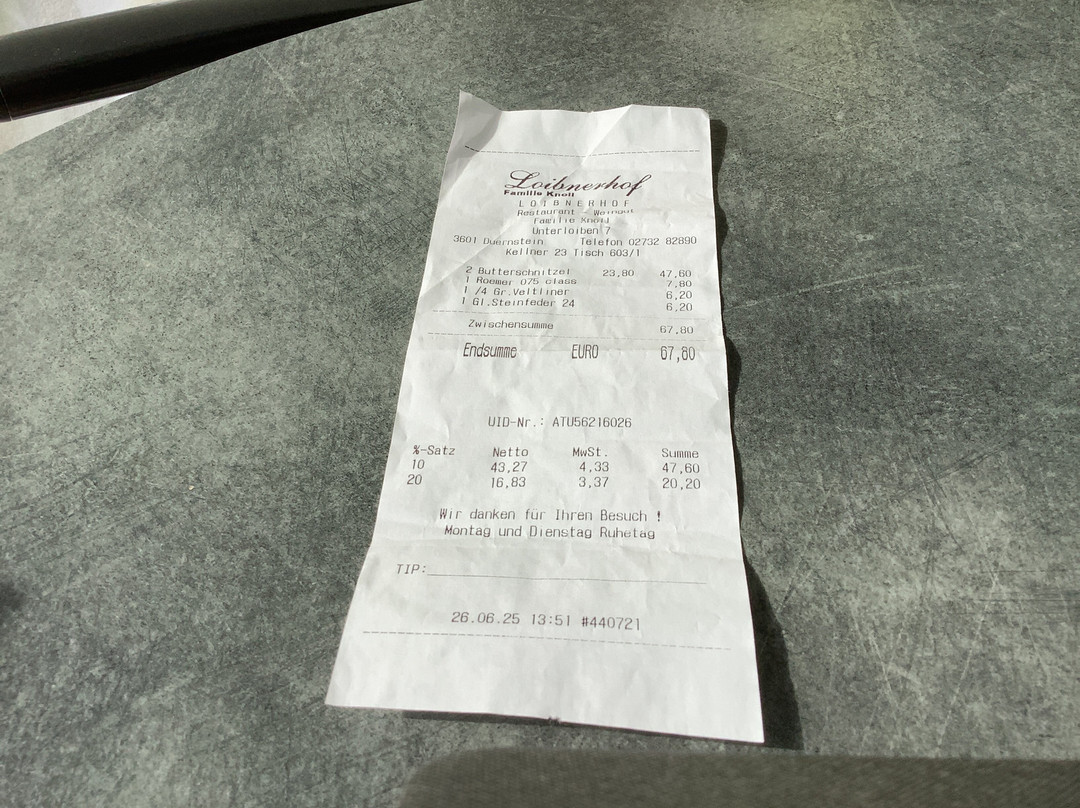 Loibnerhof
Familie Knoll
LOIBNERHOF
Restaurant - Weingut
Familie Knoll
Unterloiben 7
3601 Duernstein Telefon 02732 82890
Kellner 23 Tisch 603/1
2 Butterschnitzel 23,80 47,60
1 Roemer 075 class 7,80
1 /4 Gr.Veltliner 6,20
1 Gl.Steinfeder 24 6,20
Zwischensumme 67,80
Endsumme EURO 67,80
UID-Nr.: ATU56216026
%-Satz Netto MwSt. Summe
10 43,27 4,33 47,60
20 16,83 3,37 20,20
Wir danken für Ihren Besuch !
Montag und Dienstag Ruhetag
TIP:
26.06.25 13:51 #440721